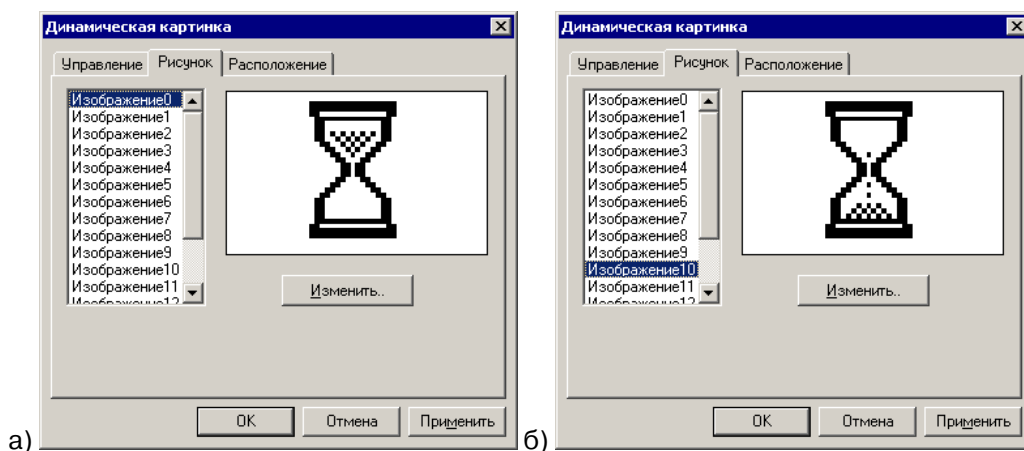 Динамическая картинка
Управление Рисунок Расположение
Изображение0
Изображение1
Изображение2
Изображение3
Изображение4
Изображение5
Изображение6
Изображение7
Изображение8
Изображение9
Изображение10
Изображение11
Изображение12
Изменить..
OK Отмена Применить
а)
Динамическая картинка
Управление Рисунок Расположение
Изображение0
Изображение1
Изображение2
Изображение3
Изображение4
Изображение5
Изображение6
Изображение7
Изображение8
Изображение9
Изображение10
Изображение11
Изображение12
Изменить..
OK Отмена Применить
б)